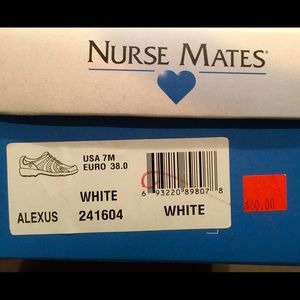 NURSE MATES®
USA 7M
EURO 38.0
WHITE
ALEXUS 241604
6 93220 89807 8
WHITE
$60.00